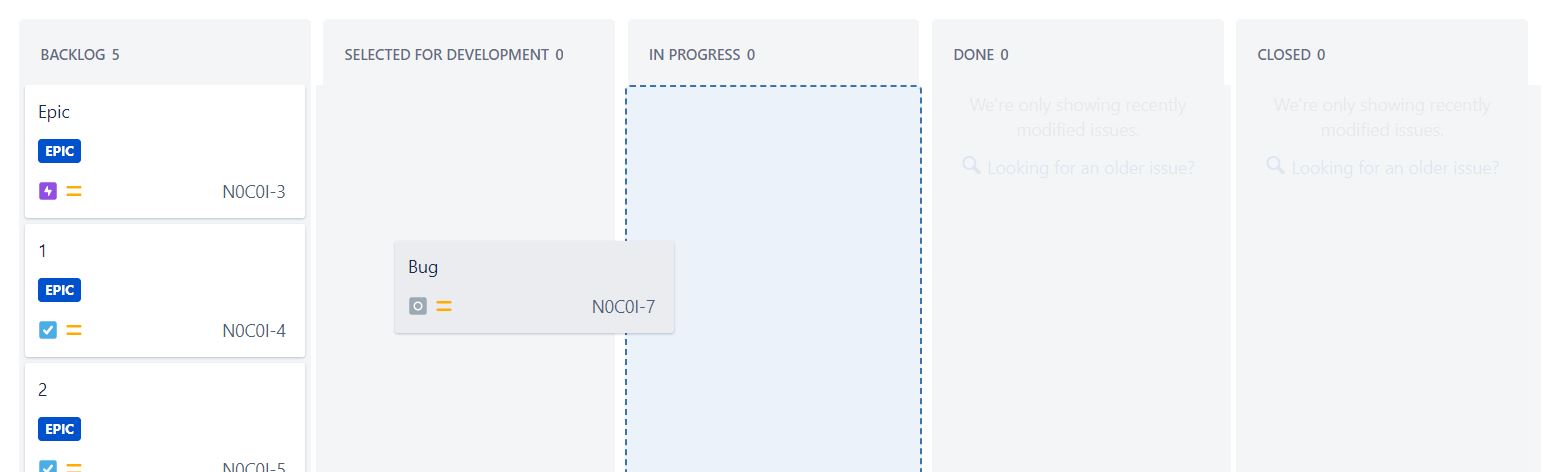 BACKLOG 5
Epic
EPIC
N0C0I-3
1
EPIC
N0C0I-4
2
EPIC
N0C0I-5
SELECTED FOR DEVELOPMENT 0
Bug
N0C0I-7
IN PROGRESS 0
DONE 0
We're only showing recently
modified issues.
Looking for an older issue?
CLOSED 0
We're only showing recently
modified issues.
Looking for an older issue?